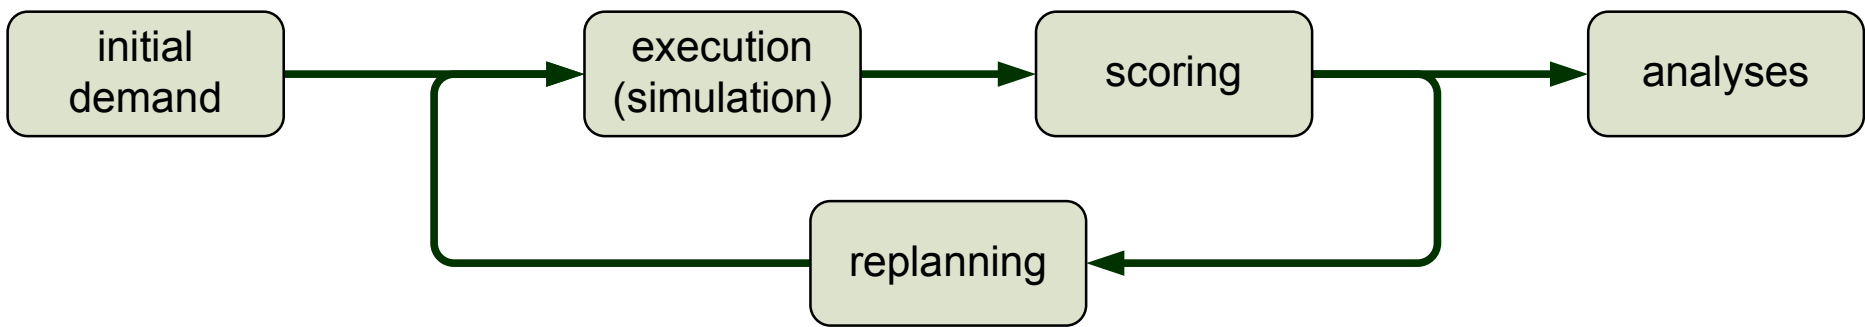 initial
demand
execution
(simulation)
scoring
analyses
replanning